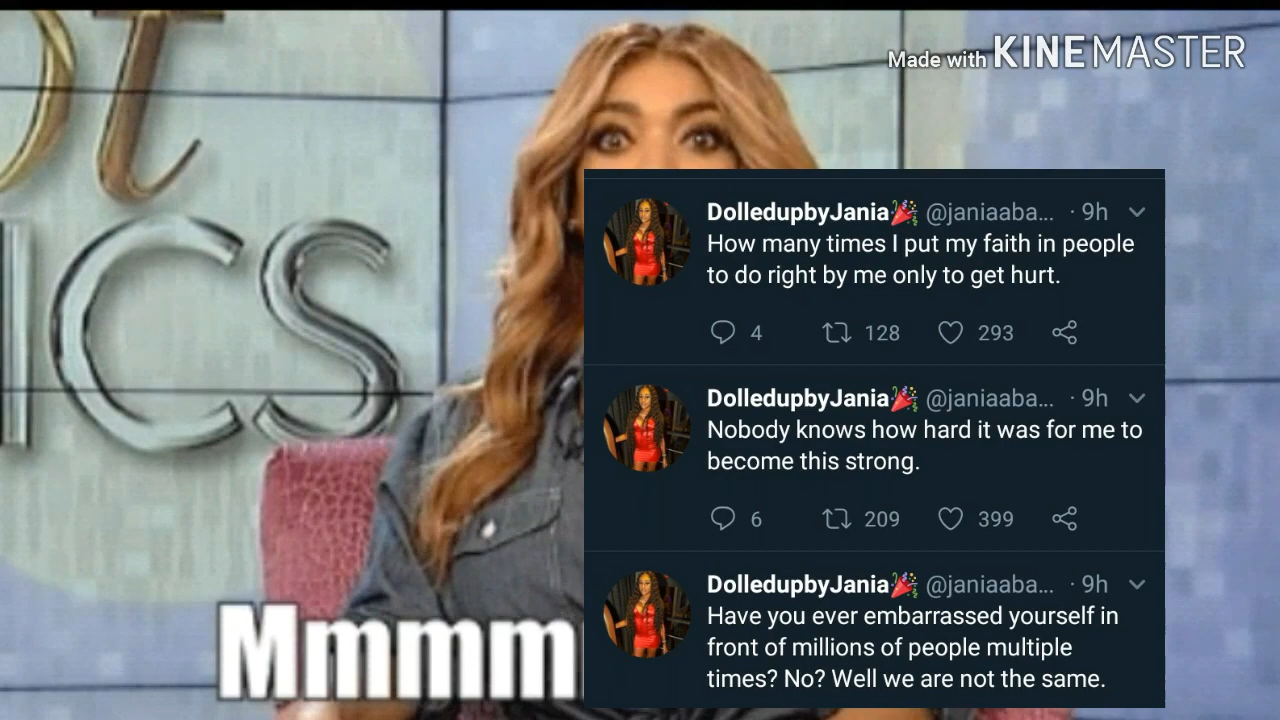 ot
ICS
Made with KINEMASTER
DolledupbyJania🎉 @janiaaba... · 9h
How many times I put my faith in people
to do right by me only to get hurt.
4 128 293
DolledupbyJania🎉 @janiaaba... · 9h
Nobody knows how hard it was for me to
become this strong.
6 209 399
DolledupbyJania🎉 @janiaaba... · 9h
Have you ever embarrassed yourself in
front of millions of people multiple
times? No? Well we are not the same.
Mmmm